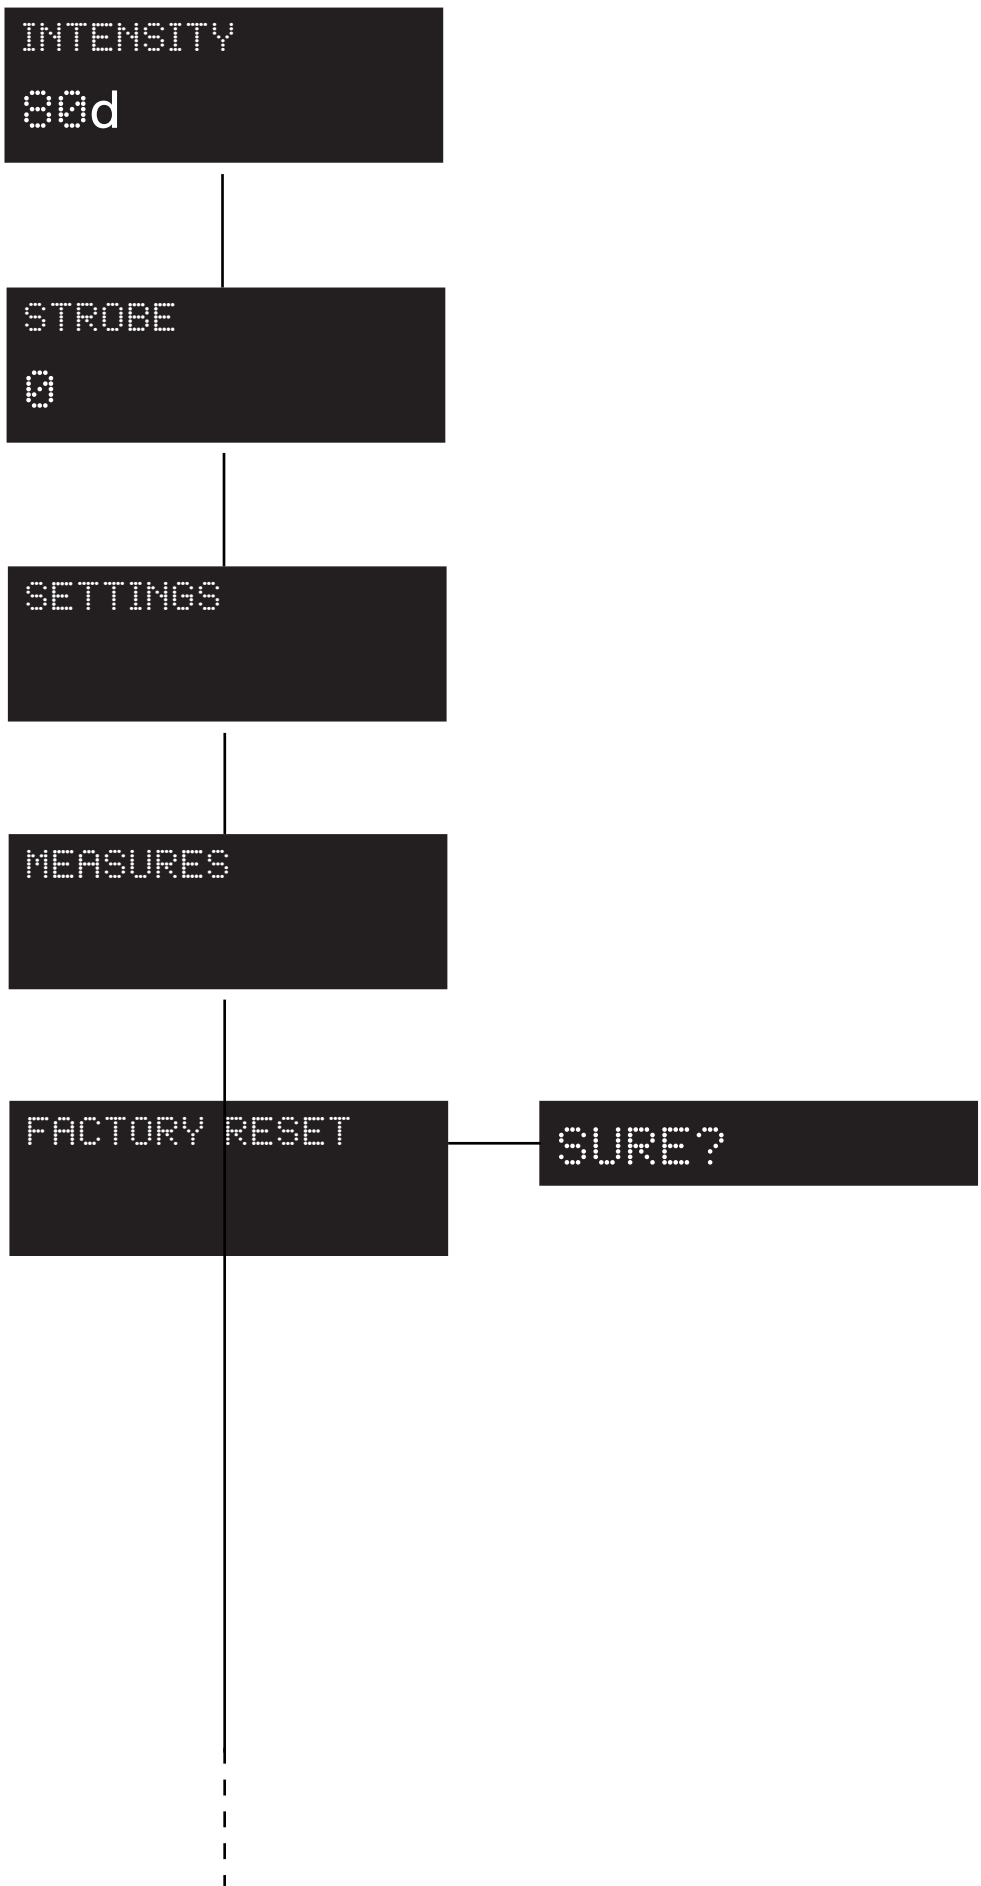 INTENSITY
80d
STROBE
0
SETTINGS
MEASURES
FACTORY RESET
SURE?